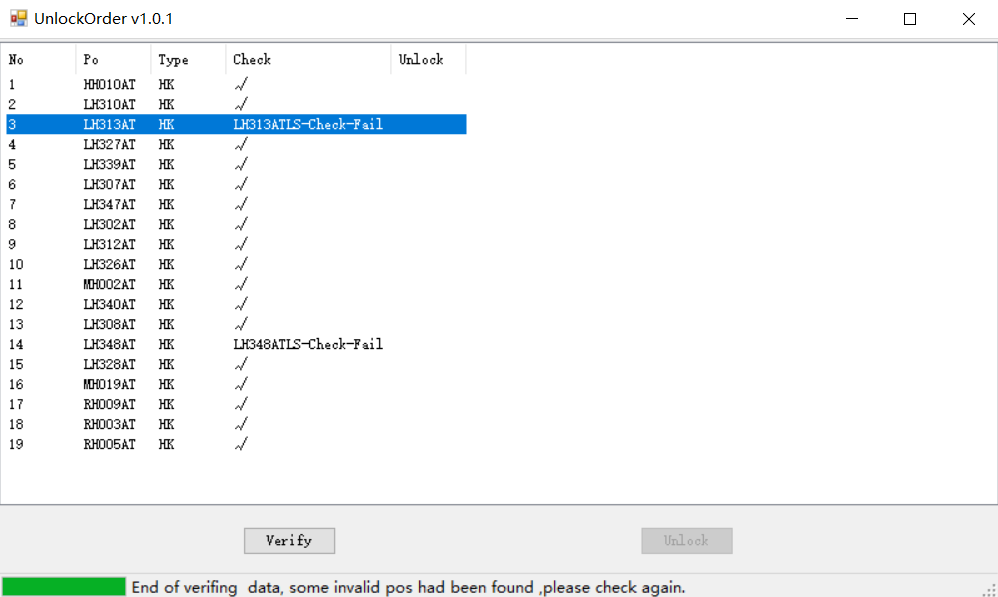 UnlockOrder v1.0.1
No Po Type Check Unlock
1 HH010AT HK √
2 LH310AT HK √
3 LH313AT HK LH313ATLS-Check-Fail
4 LH327AT HK √
5 LH339AT HK √
6 LH307AT HK √
7 LH347AT HK √
8 LH302AT HK √
9 LH312AT HK √
10 LH326AT HK √
11 MH002AT HK √
12 LH340AT HK √
13 LH308AT HK √
14 LH348AT HK LH348ATLS-Check-Fail
15 LH328AT HK √
16 MH019AT HK √
17 RH009AT HK √
18 RH003AT HK √
19 RH005AT HK √
Verify Unlock
End of verifing  data, some invalid pos had been found ,please check again.